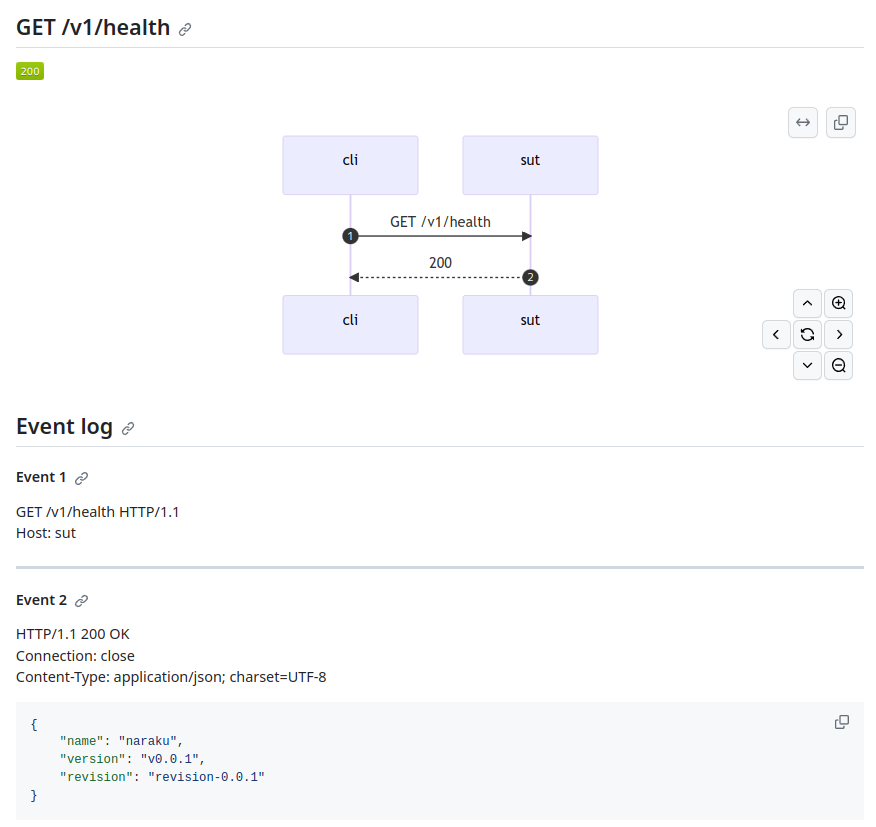 GET /v1/health
200
cli
sut
GET /v1/health
1
200
2
cli
sut
Event log
Event 1
GET /v1/health HTTP/1.1
Host: sut
Event 2
HTTP/1.1 200 OK
Connection: close
Content-Type: application/json; charset=UTF-8
{
    "name": "naraku",
    "version": "v0.0.1",
    "revision": "revision-0.0.1"
}